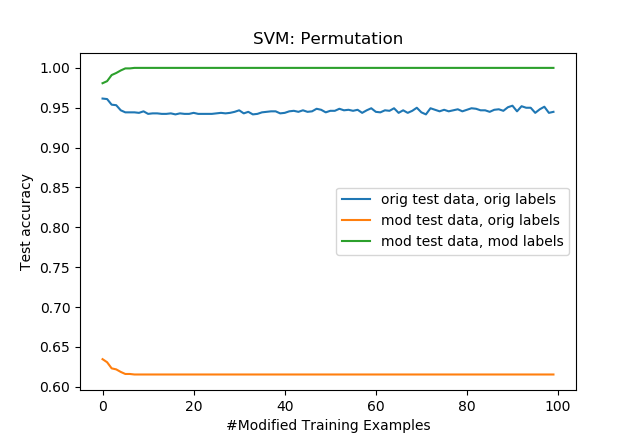 SVM: Permutation
1.00
0.95
0.90
0.85
0.80
0.75
0.70
0.65
0.60
Test accuracy
orig test data, orig labels
mod test data, orig labels
mod test data, mod labels
0 20 40 60 80 100
#Modified Training Examples